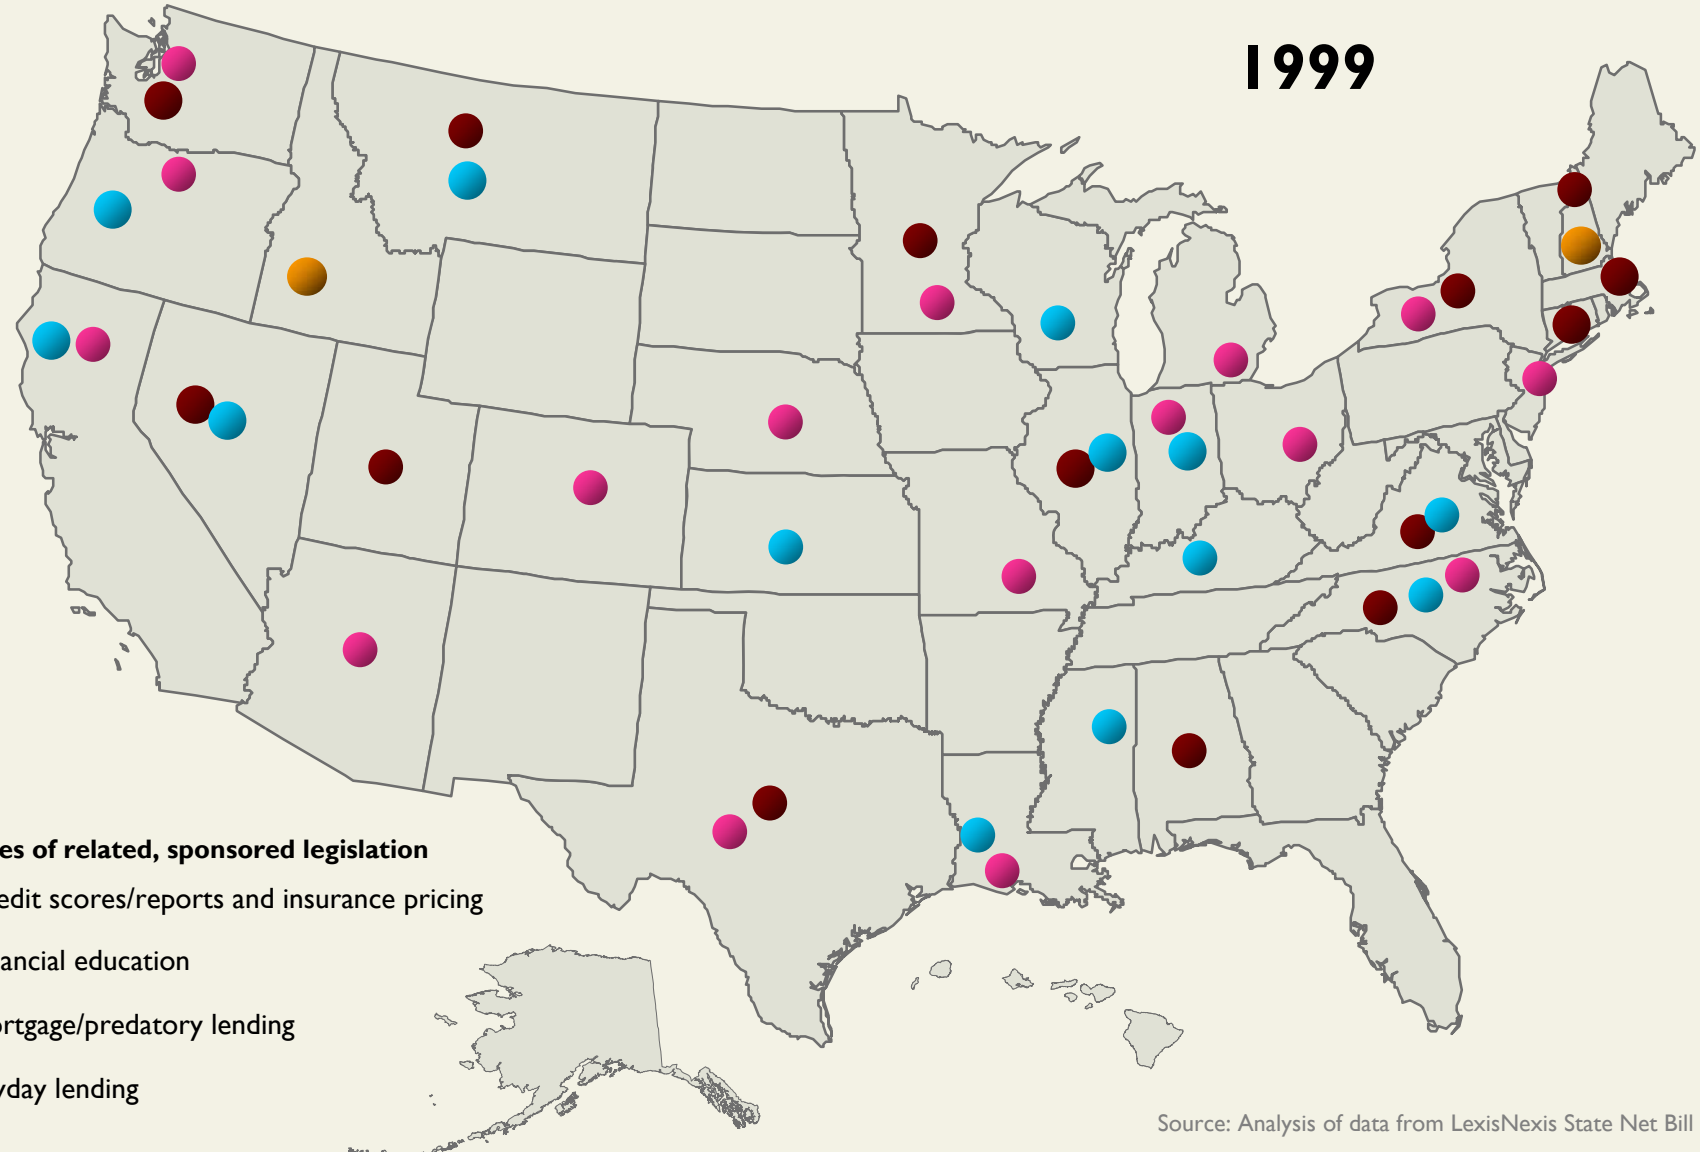 1999
es of related, sponsored legislation
edit scores/reports and insurance pricing
ancial education
ortgage/predatory lending
yday lending
Source: Analysis of data from LexisNexis State Net Bill